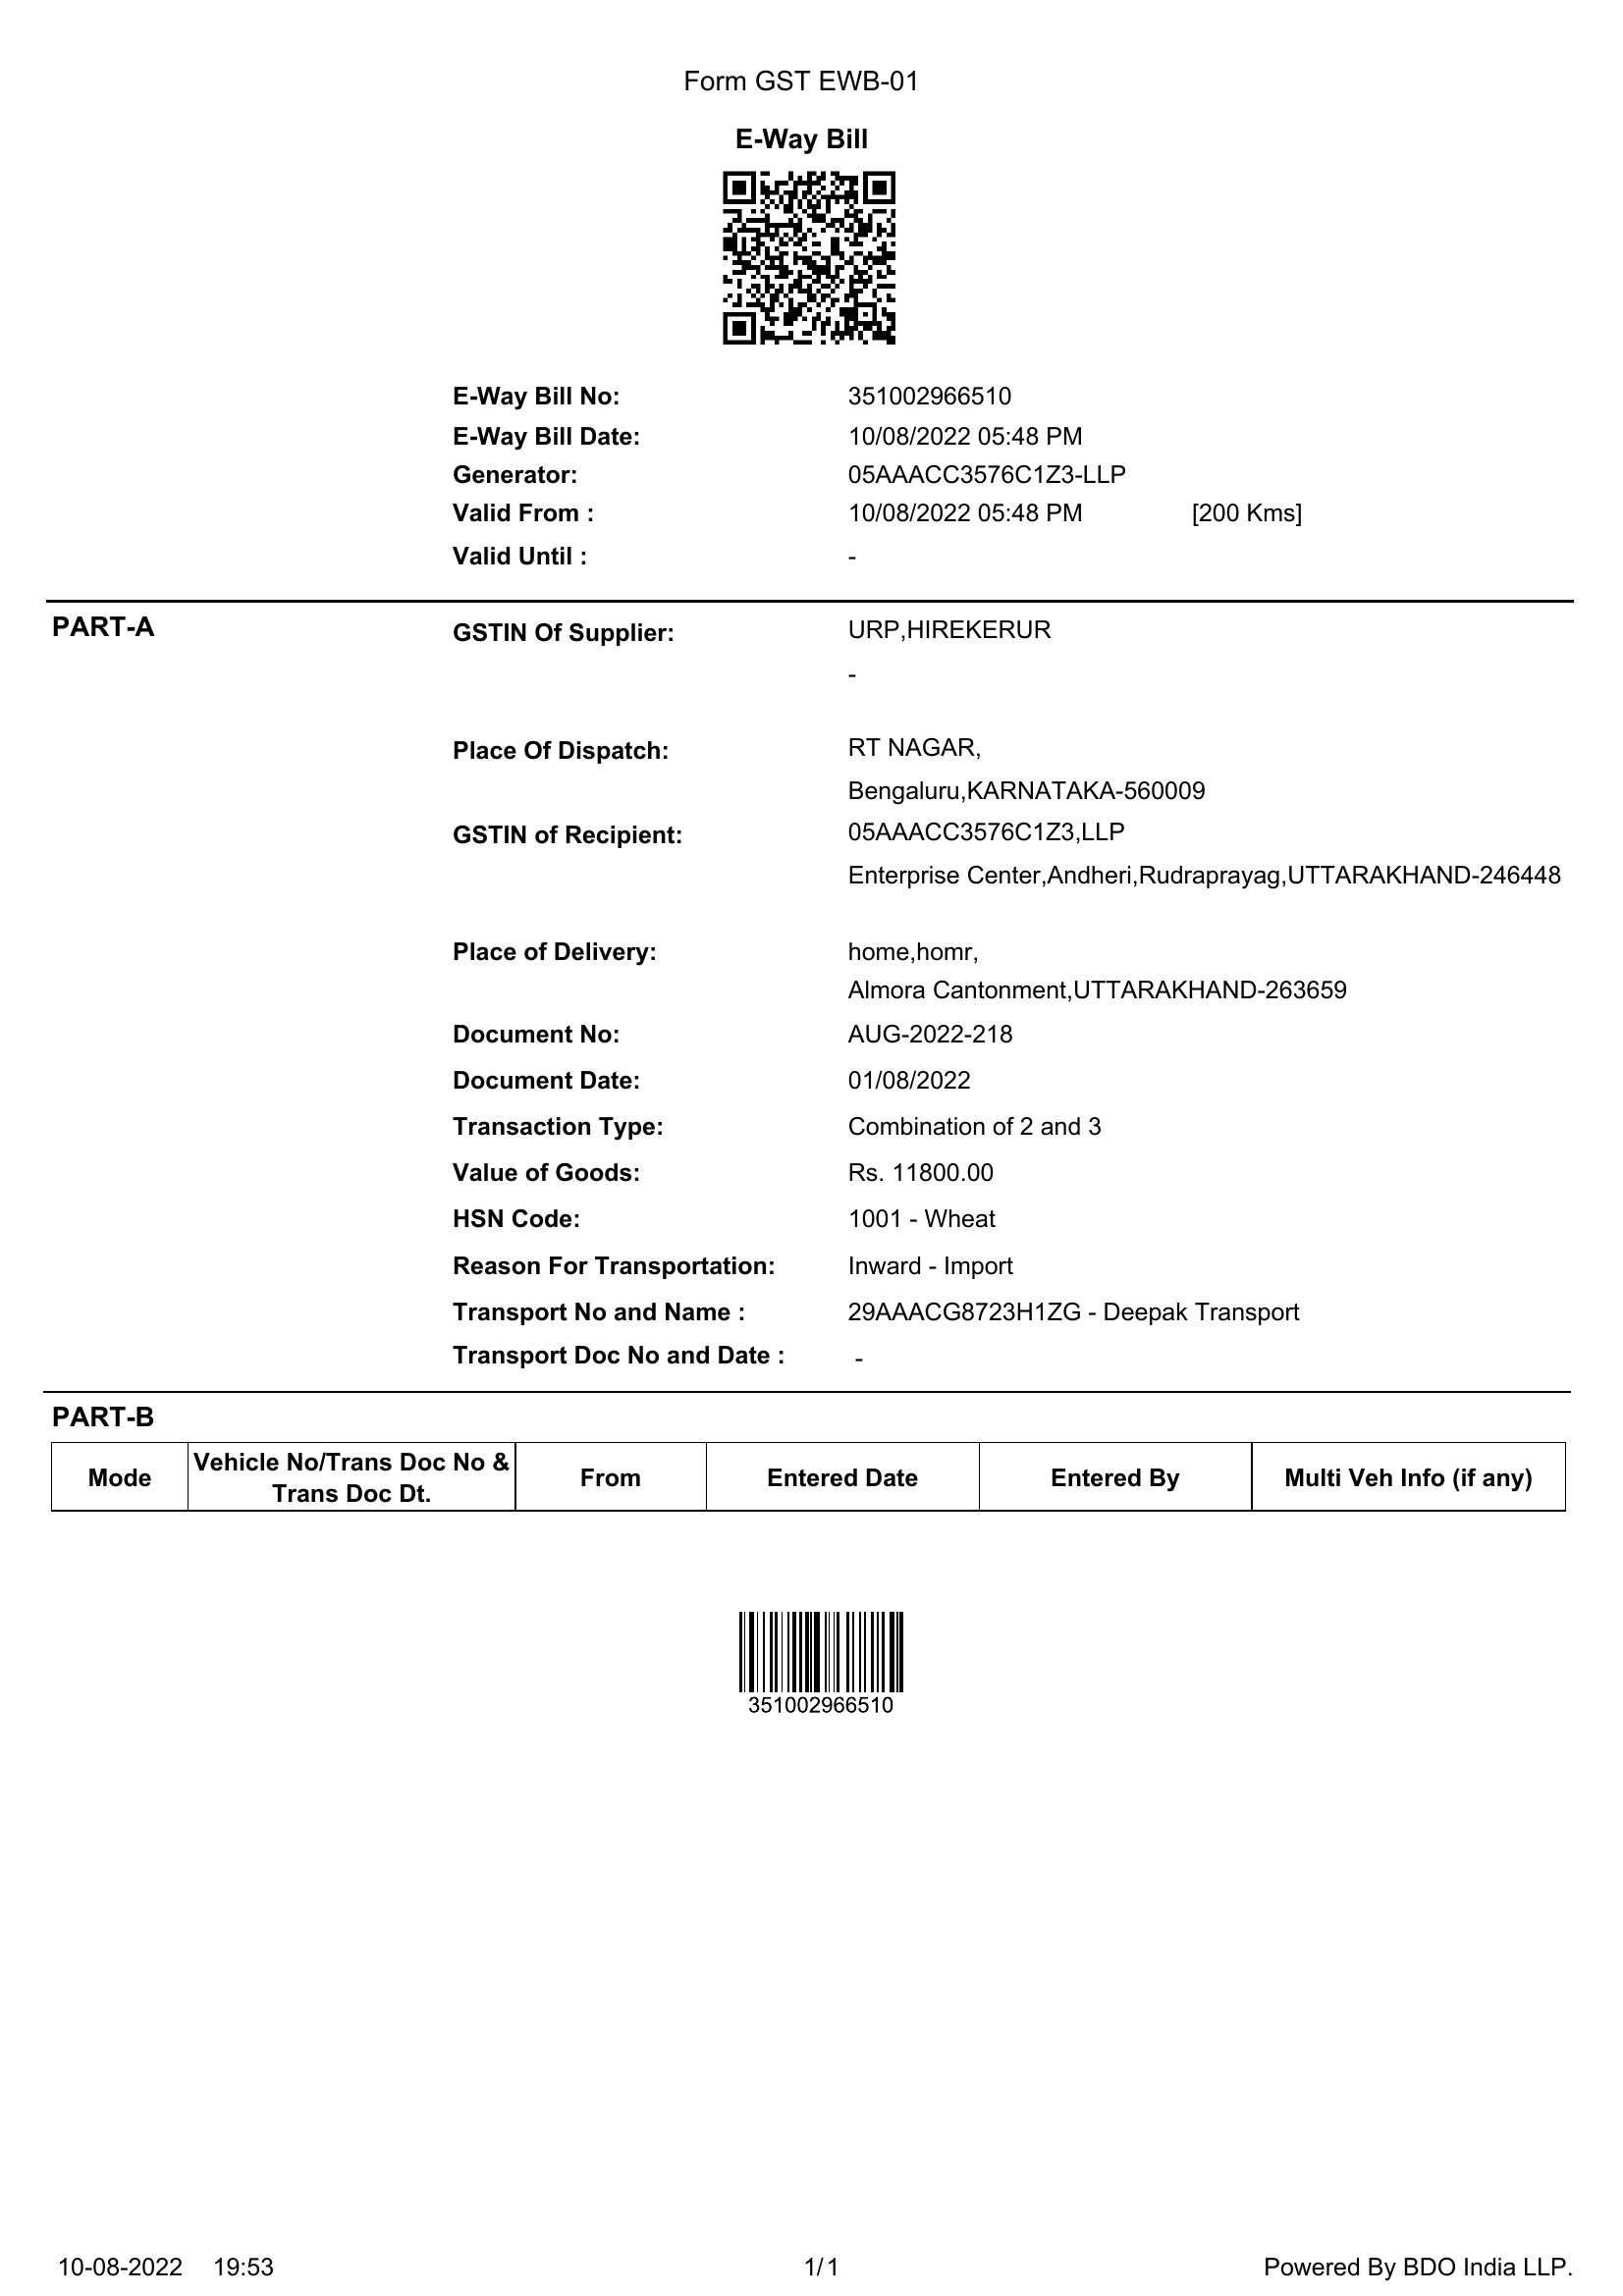 Form GST EWB-01
E-Way Bill
E-Way Bill No: 351002966510
E-Way Bill Date: 10/08/2022 05:48 PM
Generator: 05AAACC3576C1Z3-LLP
Valid From : 10/08/2022 05:48 PM [200 Kms]
Valid Until : -
PART-A
GSTIN Of Supplier: URP,HIREKERUR
-
Place Of Dispatch: RT NAGAR,
Bengaluru,KARNATAKA-560009
GSTIN of Recipient: 05AAACC3576C1Z3,LLP
Enterprise Center,Andheri,Rudraprayag,UTTARAKHAND-246448
Place of Delivery: home,homr,
Almora Cantonment,UTTARAKHAND-263659
Document No: AUG-2022-218
Document Date: 01/08/2022
Transaction Type: Combination of 2 and 3
Value of Goods: Rs. 11800.00
HSN Code: 1001 - Wheat
Reason For Transportation: Inward - Import
Transport No and Name : 29AAACG8723H1ZG - Deepak Transport
Transport Doc No and Date : -
PART-B
Mode Vehicle No/Trans Doc No & Trans Doc Dt. From Entered Date Entered By Multi Veh Info (if any)
351002966510
10-08-2022 19:53 1/1 Powered By BDO India LLP.